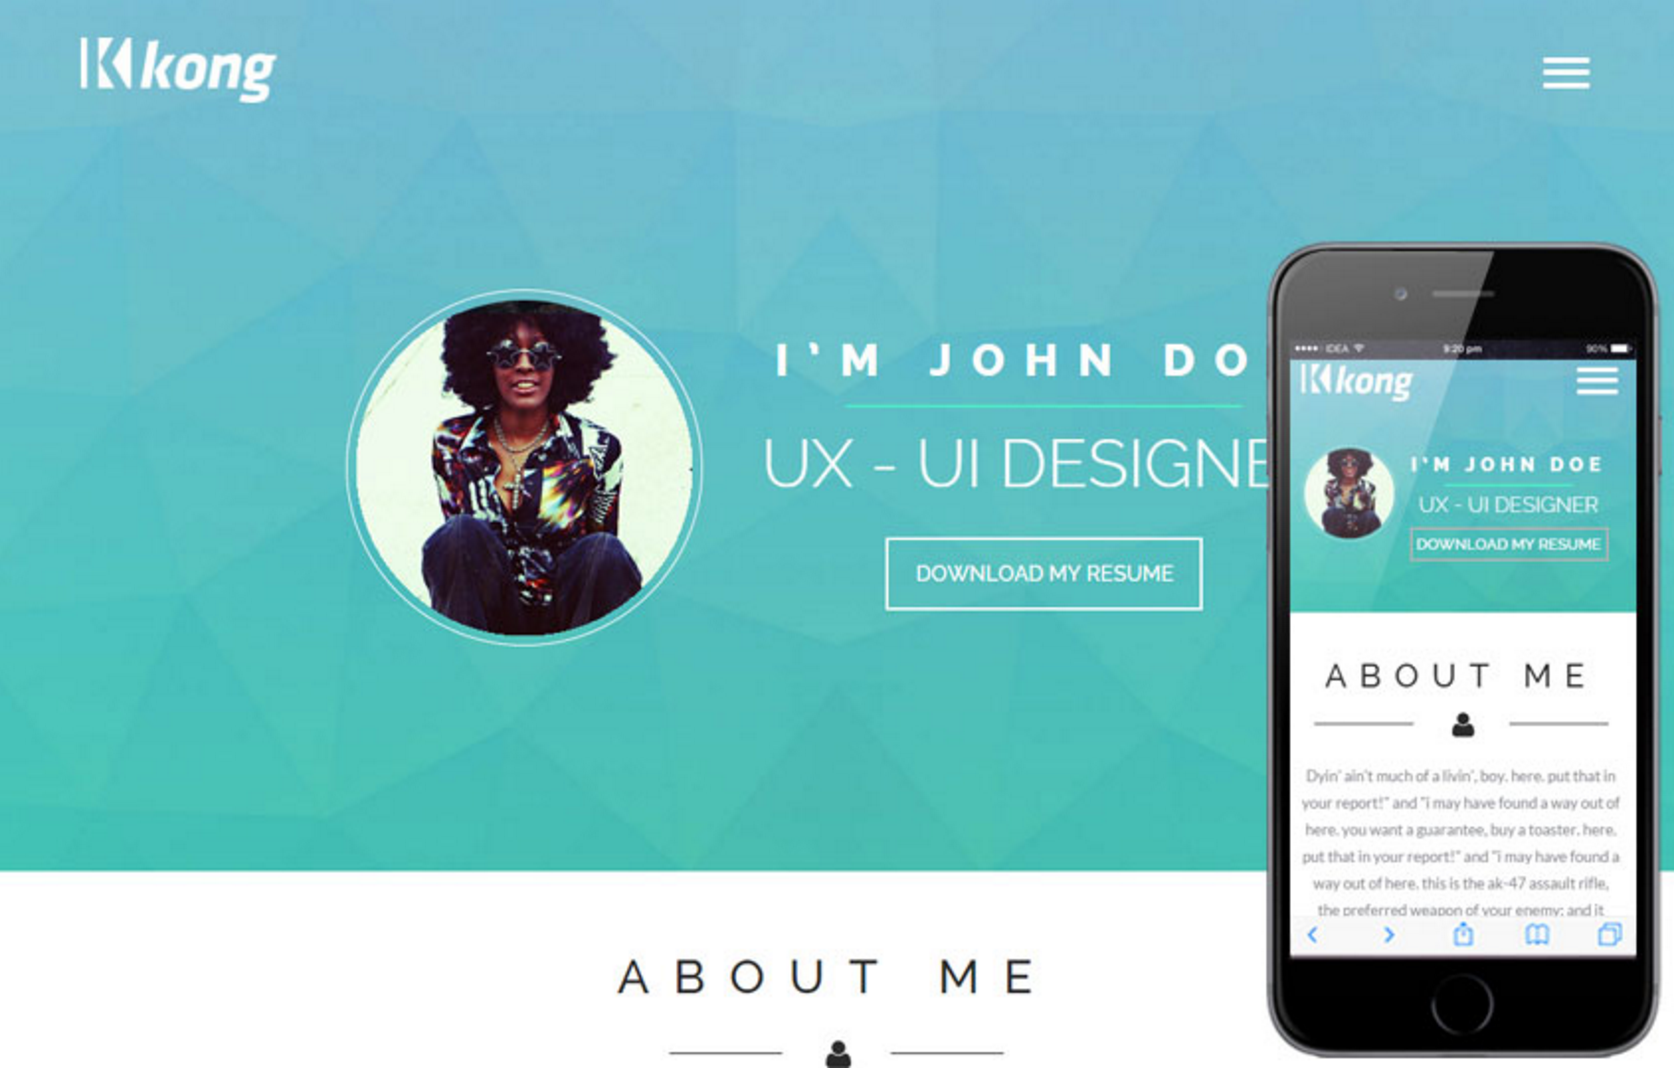 kong
I'M JOHN DO
UX - UI DESIGNE
DOWNLOAD MY RESUME
ABOUT ME
IDEA 9:20 pm 90%
kong
I'M JOHN DOE
UX - UI DESIGNER
DOWNLOAD MY RESUME
ABOUT ME
Dyin' ain't much of a livin', boy. here. put that in
your report!" and "i may have found a way out of
here. you want a guarantee, buy a toaster. here.
put that in your report!" and "i may have found a
way out of here. this is the ak-47 assault rifle,
the preferred weapon of your enemy; and it